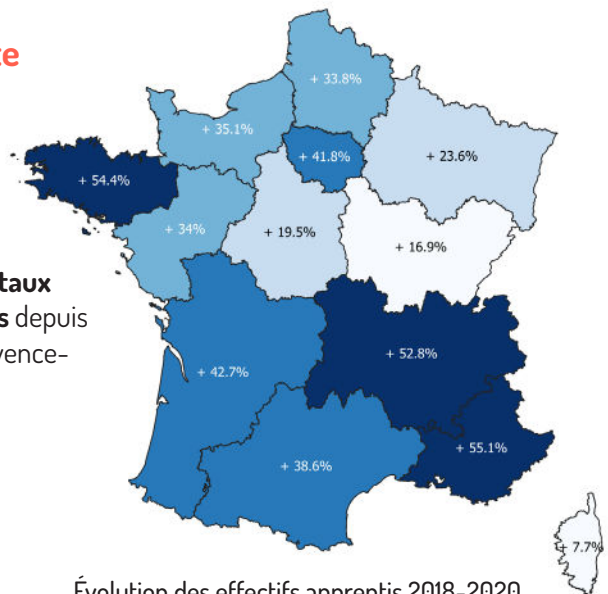 te
+ 33.8%
+ 35.1%
+ 41.8%
+ 23.6%
+ 54.4%
+ 34%
+ 19.5%
+ 16.9%
taux
s depuis
vence-
+ 52.8%
+ 42.7%
+ 55.1%
+ 38.6%
+ 7.7%
Évolution des effectifs apprentis 2018-2020